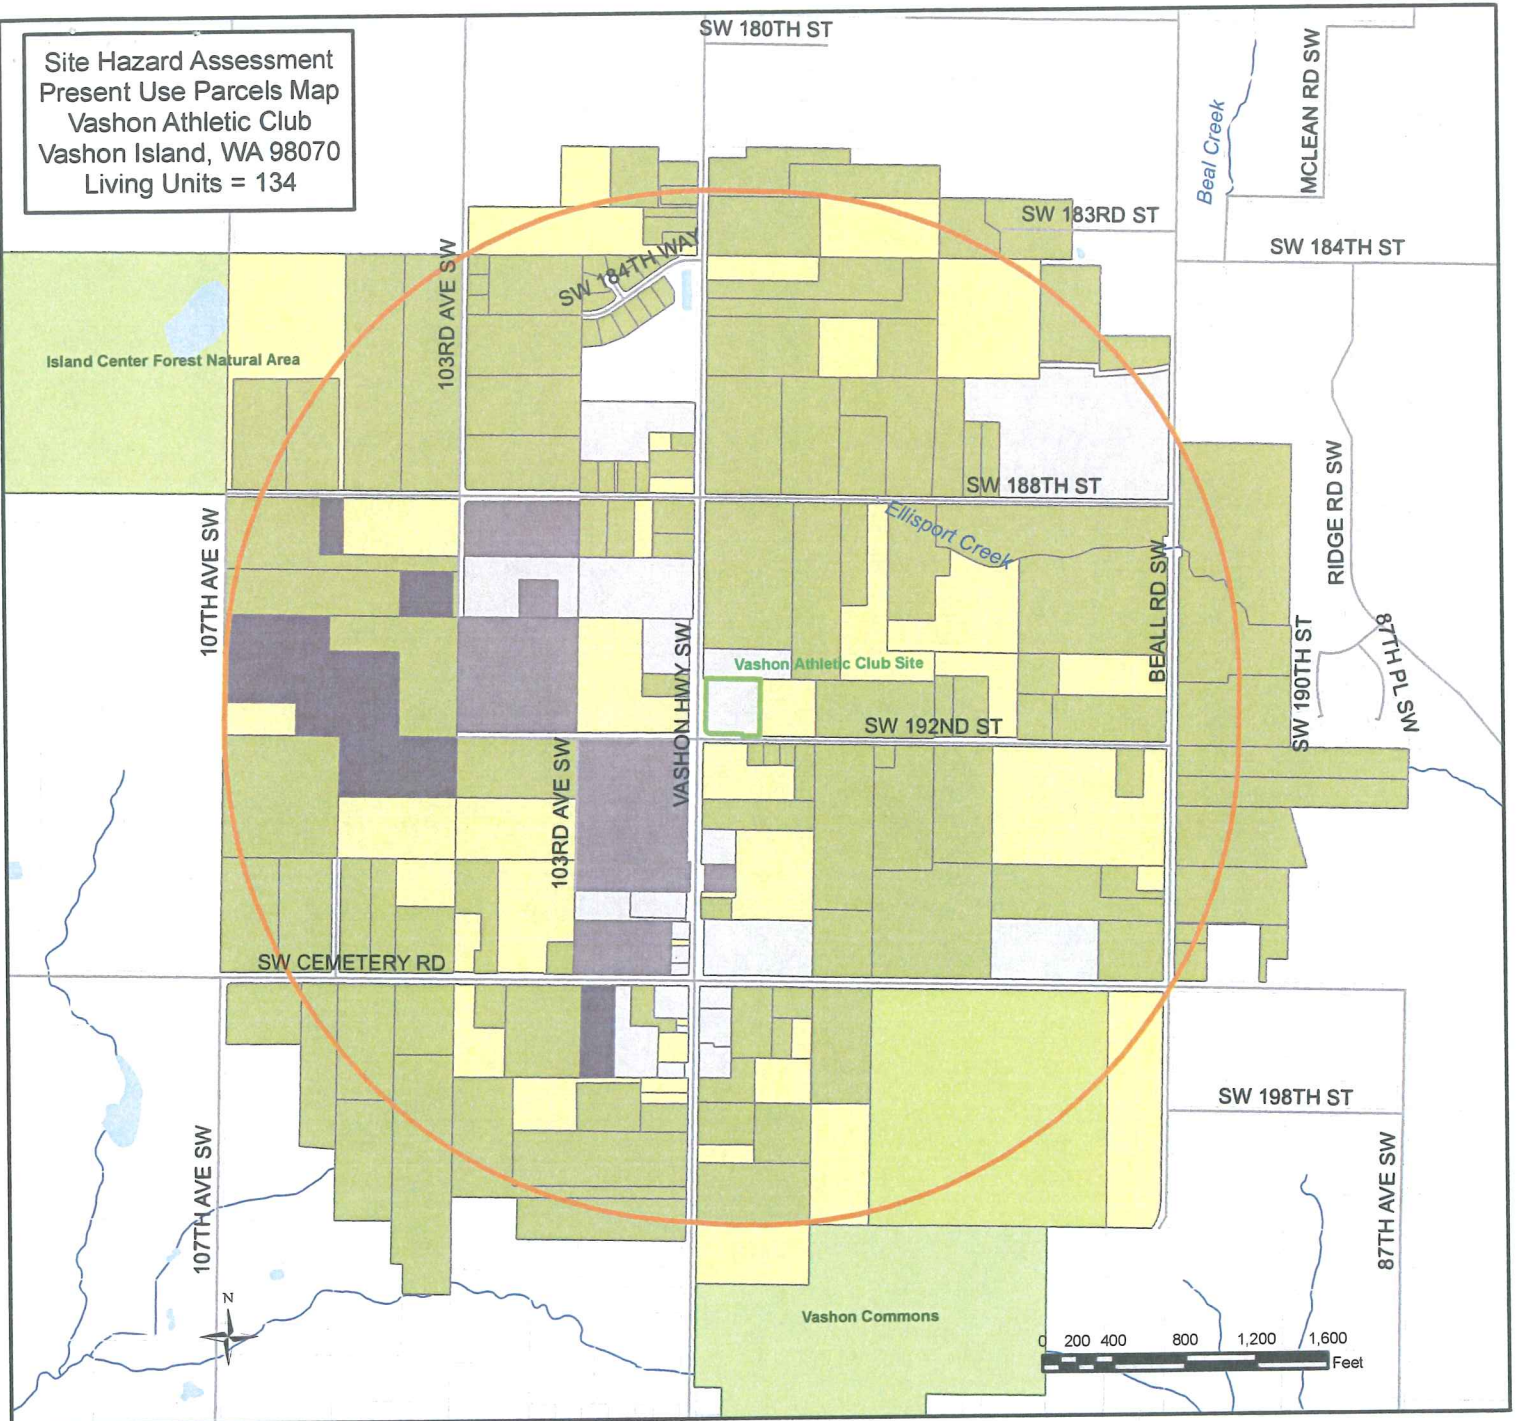 Site Hazard Assessment
Present Use Parcels Map
Vashon Athletic Club
Vashon Island, WA 98070
Living Units = 134
SW 180TH ST
MCLEAN RD SW
Beal Creek
SW 183RD ST
SW 184TH ST
SW 184TH WAY
103RD AVE SW
Island Center Forest Natural Area
SW 188TH ST
Ellisport Creek
RIDGE RD SW
107TH AVE SW
BEALL RD SW
87TH PL SW
SW 190TH ST
VASHON HWY SW
Vashon Athletic Club Site
SW 192ND ST
103RD AVE SW
SW CEMETERY RD
SW 198TH ST
107TH AVE SW
87TH AVE SW
N
Vashon Commons
0 200 400 800 1,200 1,600
Feet